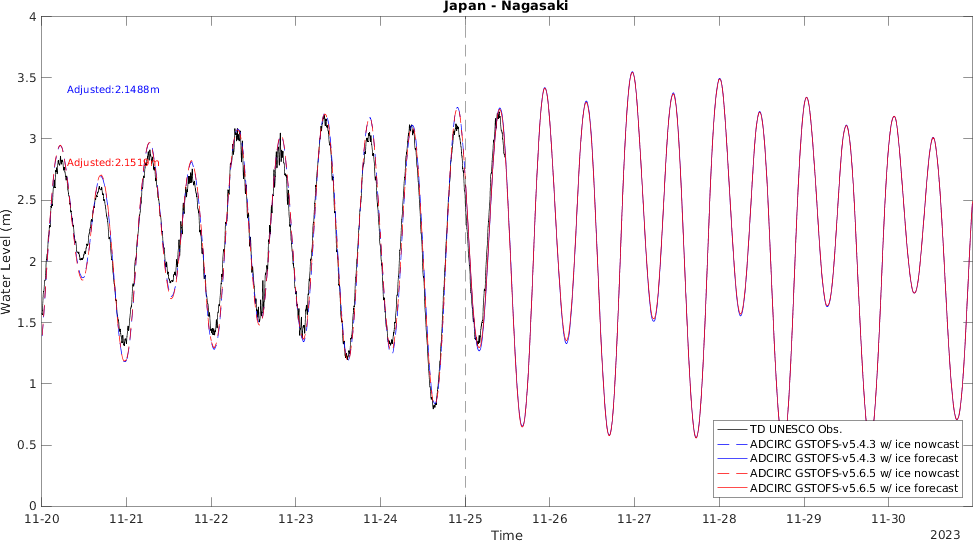 Japan - Nagasaki
4
3.5
3
2.5
2
1.5
1
0.5
0
Water Level (m)
Adjusted:2.1488m
11-20
11-21
11-22
11-23
11-24
11-25
11-26
11-27
11-28
11-29
11-30
Time
2023
TD UNESCO Obs.
ADCIRC GSTOFS-v5.4.3 w/ ice nowcast
ADCIRC GSTOFS-v5.4.3 w/ ice forecast
ADCIRC GSTOFS-v5.6.5 w/ ice nowcast
ADCIRC GSTOFS-v5.6.5 w/ ice forecast